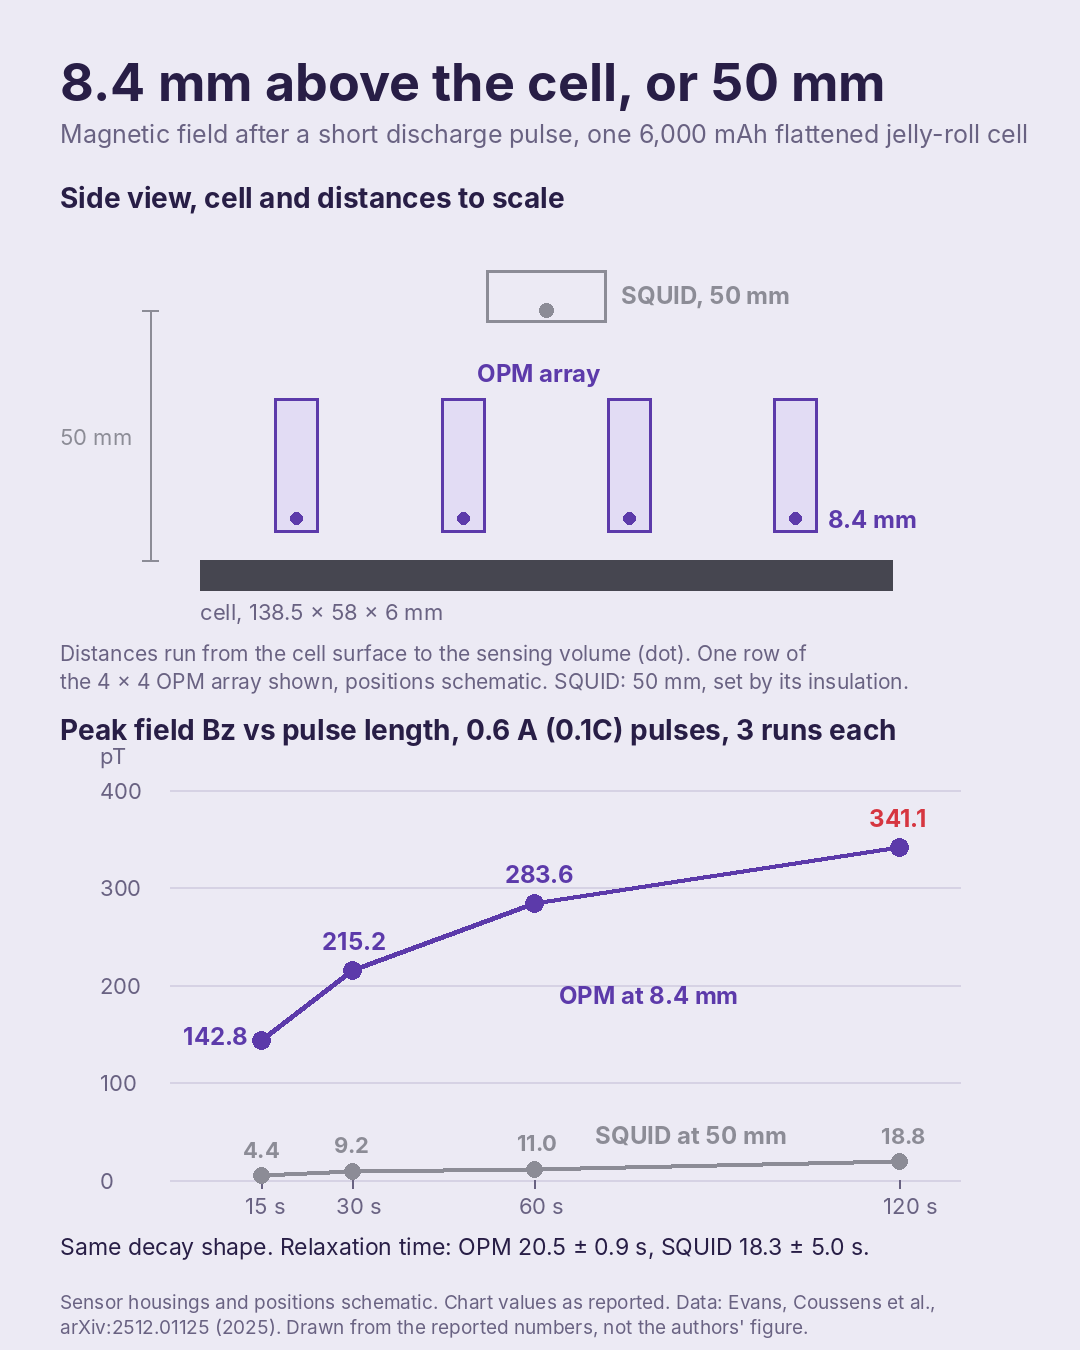 8.4 mm above the cell, or 50 mm
Magnetic field after a short discharge pulse, one 6,000 mAh flattened jelly-roll cell
Side view, cell and distances to scale
SQUID, 50 mm
OPM array
50 mm
8.4 mm
cell, 138.5 × 58 × 6 mm
Distances run from the cell surface to the sensing volume (dot). One row of
the 4 × 4 OPM array shown, positions schematic. SQUID: 50 mm, set by its insulation.
Peak field Bz vs pulse length, 0.6 A (0.1C) pulses, 3 runs each
pT
400
341.1
300
283.6
215.2
200
OPM at 8.4 mm
142.8
100
SQUID at 50 mm
4.4
9.2
11.0
18.8
0
15 s
30 s
60 s
120 s
Same decay shape. Relaxation time: OPM 20.5 ± 0.9 s, SQUID 18.3 ± 5.0 s.
Sensor housings and positions schematic. Chart values as reported. Data: Evans, Coussens et al.,
arXiv:2512.01125 (2025). Drawn from the reported numbers, not the authors' figure.